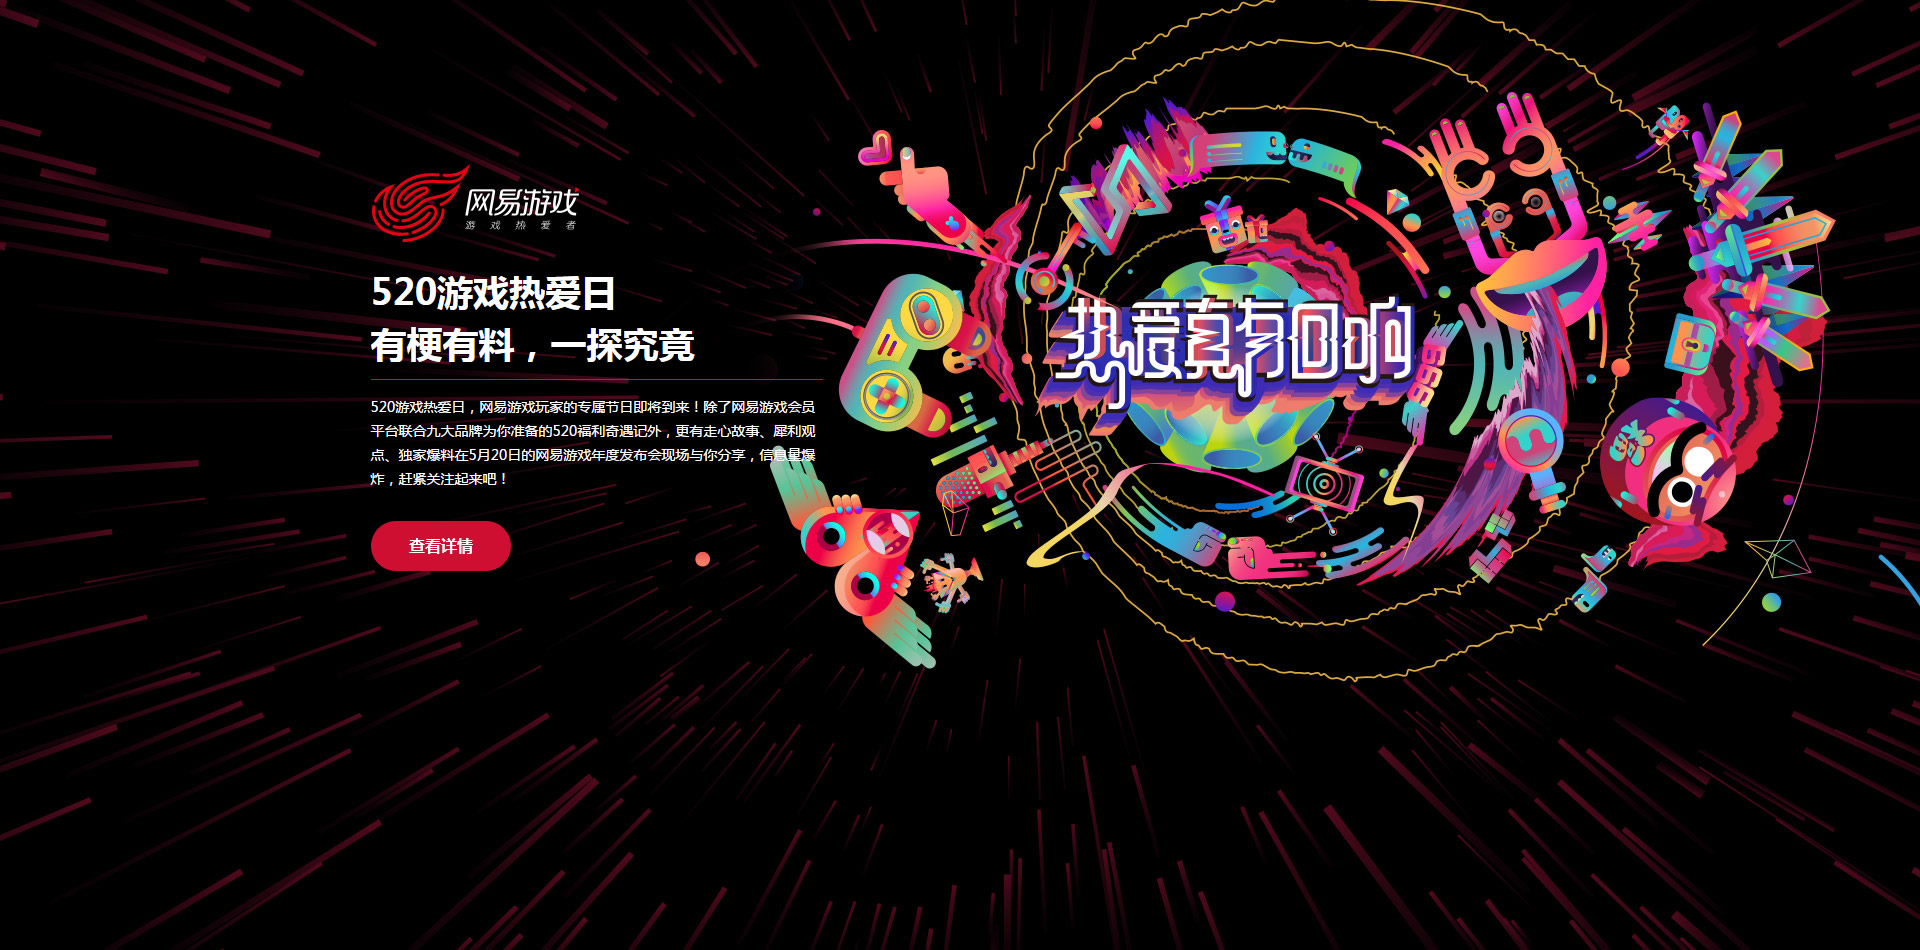 网易游戏
游戏热爱者
520游戏热爱日
有梗有料，一探究竟
520游戏热爱日，网易游戏玩家的专属节日即将到来！除了网易游戏会员
平台联合九大品牌为你准备的520福利奇遇记外，更有走心故事、犀利观
点、独家爆料在5月20日的网易游戏年度发布会现场与你分享，信息量爆
炸，赶紧关注起来吧！
查看详情
热爱竟有回响